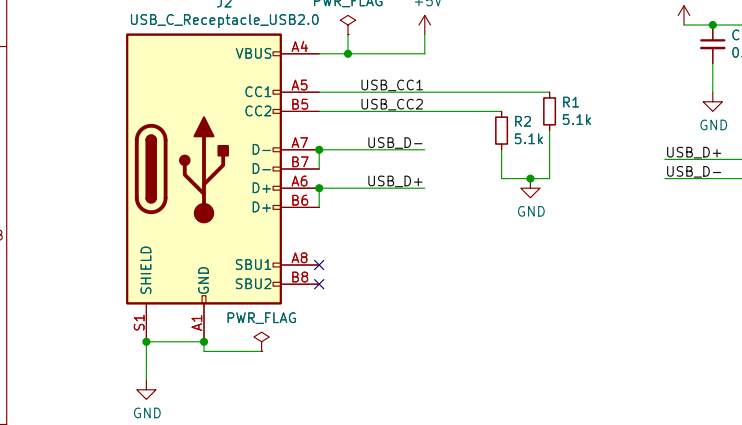 J2
USB_C_Receptacle_USB2.0
PWR_FLAG
+5V
VBUS
A4
CC1
A5
USB_CC1
CC2
B5
USB_CC2
R1
5.1k
R2
5.1k
D-
A7
USB_D-
D-
B7
D+
A6
USB_D+
D+
B6
GND
SBU1
A8
SBU2
B8
SHIELD
GND
S1
A1
PWR_FLAG
GND
C
0.
GND
USB_D+
USB_D-